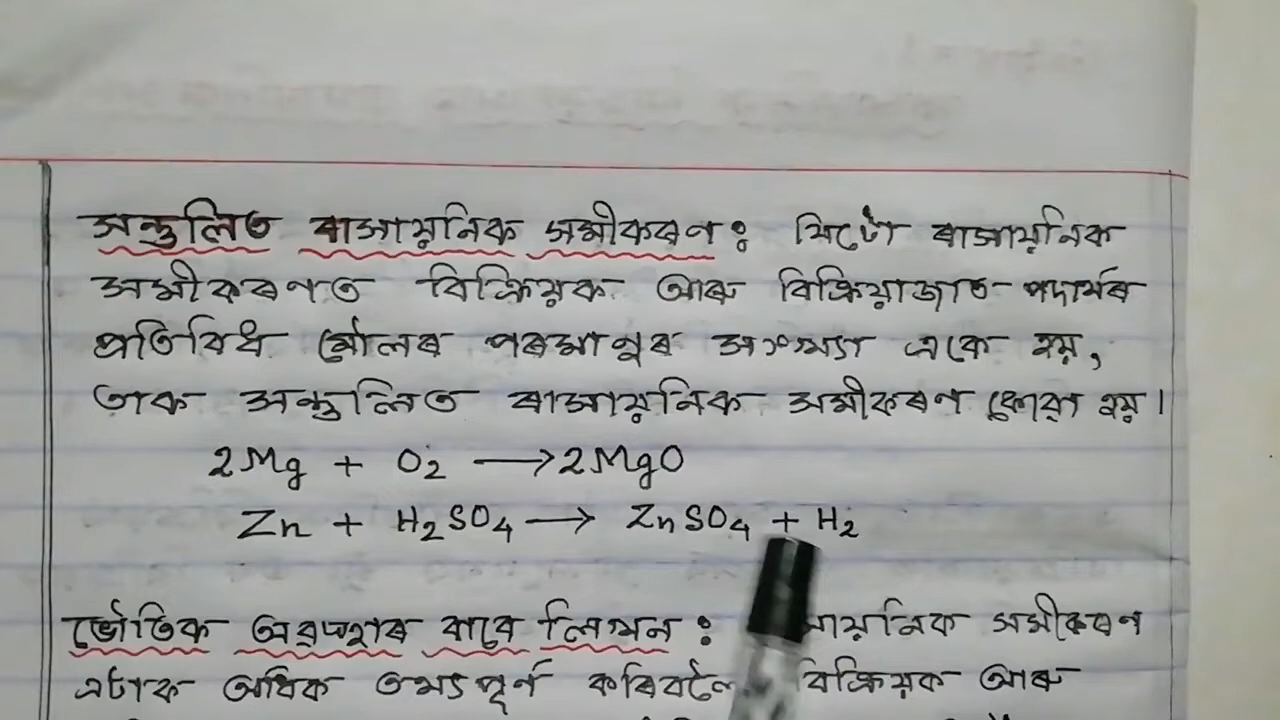 সন্তুলিত ৰাসায়নিক সমীকৰণ: যিটো ৰাসায়নিক
সমীকৰণত বিক্ৰিয়ক আৰু বিক্ৰিয়াজাত পদাৰ্থৰ
প্ৰতিবিধ মৌলৰ পৰমাণুৰ সংখ্যা একে হয়,
তাক সন্তুলিত ৰাসায়নিক সমীকৰণ বোলা হয়।
2Mg + O₂ ⟶ 2MgO
Zn + H₂SO₄ ⟶ ZnSO₄ + H₂
ভৌতিক অৱস্থাৰ বাবে লিখন: সমীকৰণ
এটাক অধিক তথ্যপূৰ্ণ কৰিবলৈ বিক্ৰিয়ক আৰু